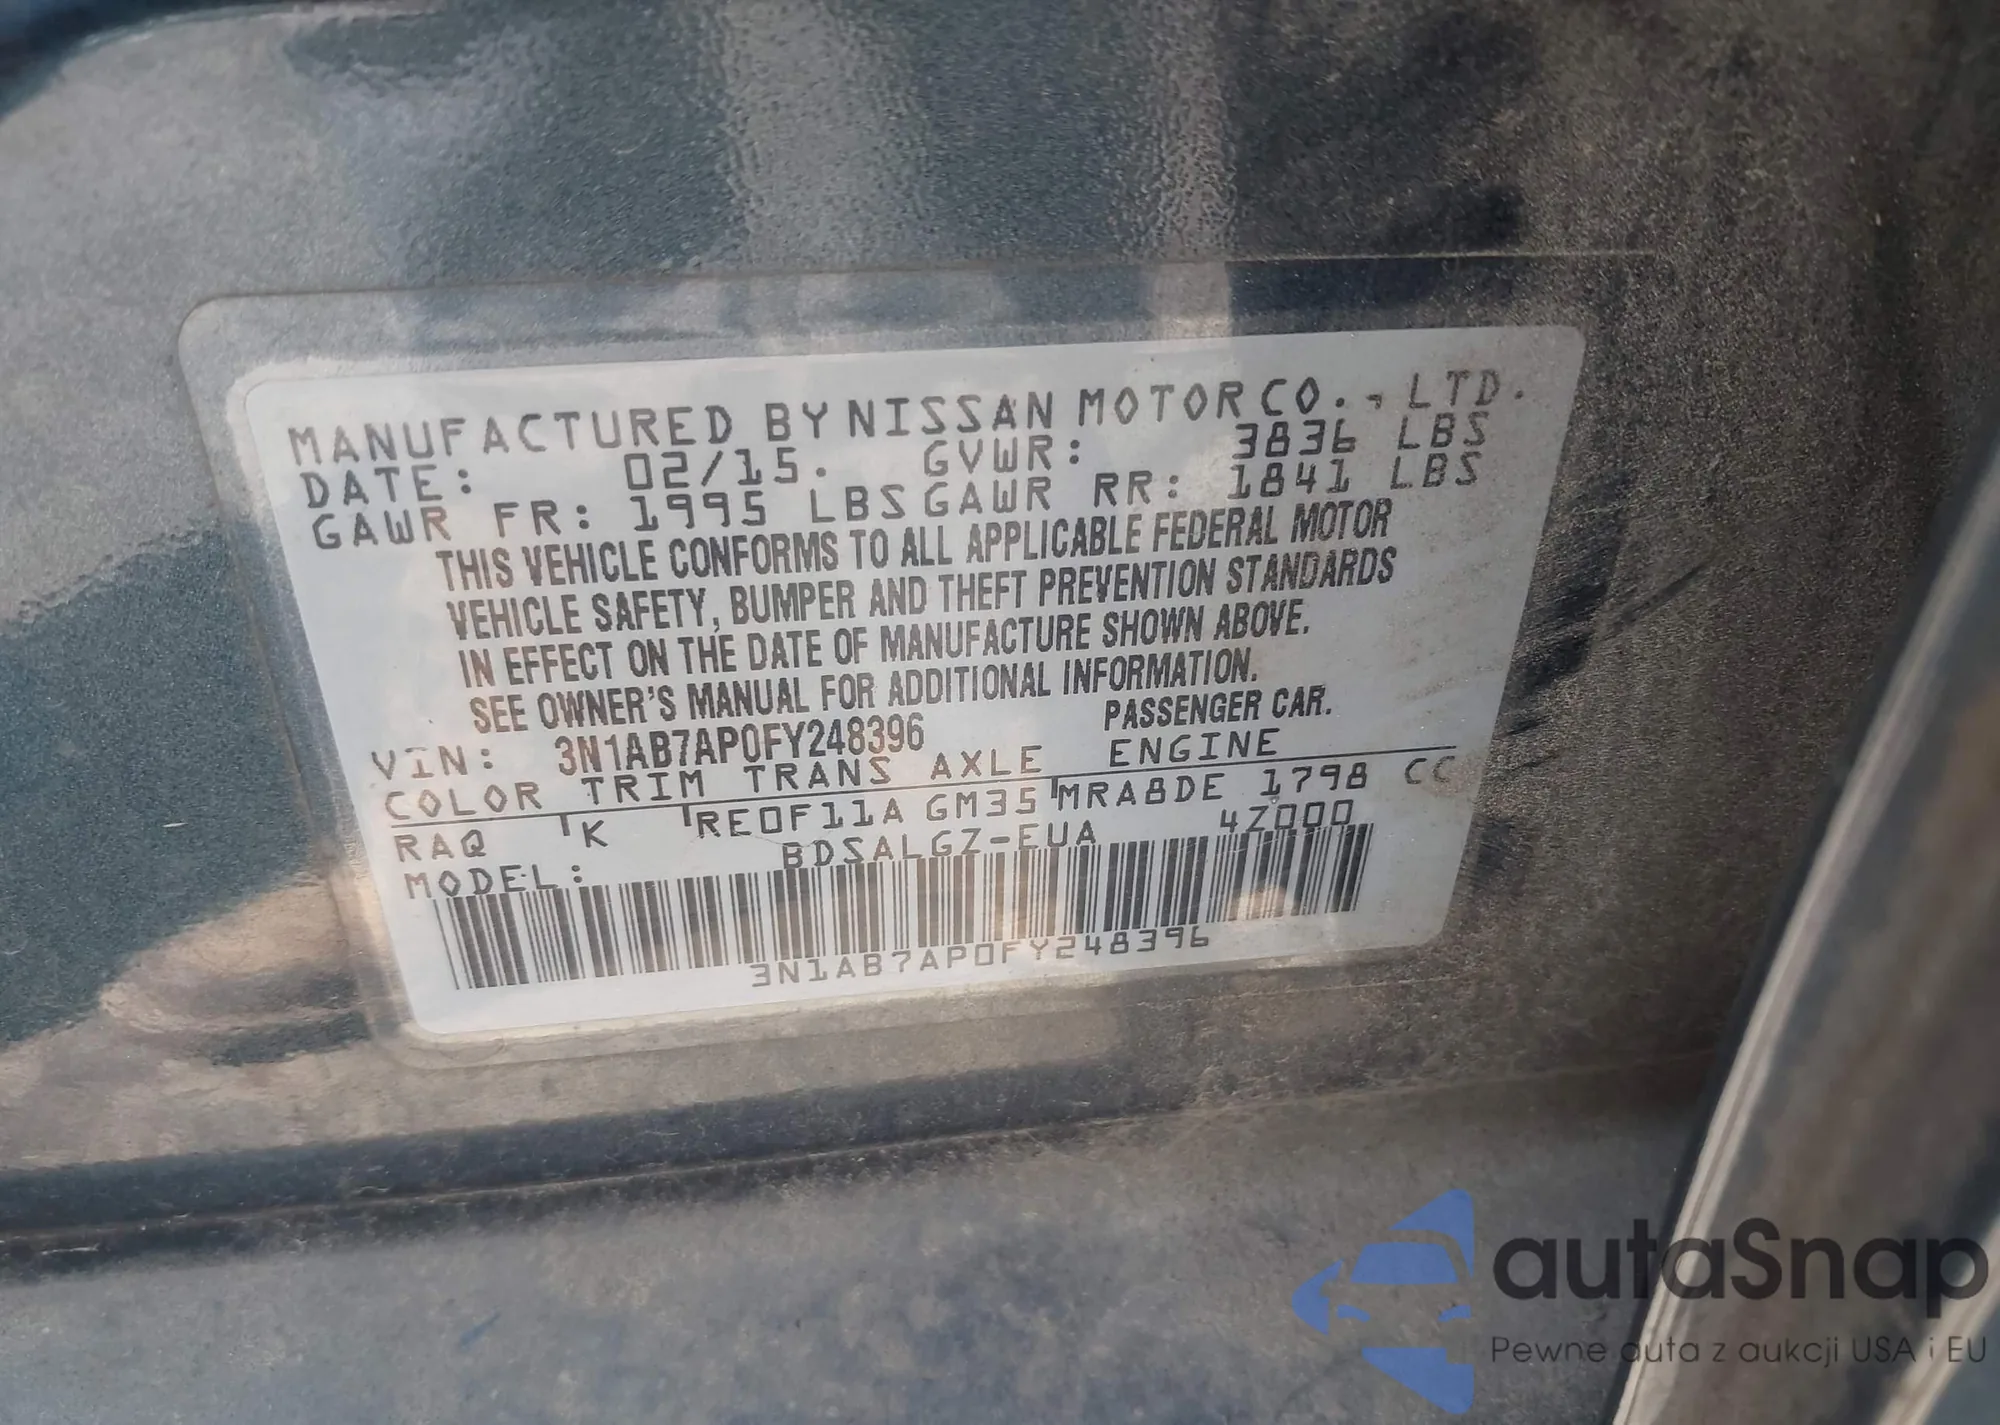 MANUFACTURED BY NISSAN MOTOR CO., LTD.
DATE: 02/15. GVWR: 3836 LBS
GAWR FR: 1995 LBS GAWR RR: 1841 LBS
THIS VEHICLE CONFORMS TO ALL APPLICABLE FEDERAL MOTOR
VEHICLE SAFETY, BUMPER AND THEFT PREVENTION STANDARDS
IN EFFECT ON THE DATE OF MANUFACTURE SHOWN ABOVE.
SEE OWNER'S MANUAL FOR ADDITIONAL INFORMATION.
VIN: 3N1AB7AP0FY248396 PASSENGER CAR.
COLOR TRIM TRANS AXLE ENGINE
RAQ K RE0F11A GM35 MRA8DE 1798 CC
MODEL: BDSALGZ-EUA 4Z000
3N1AB7AP0FY248396
autaSnap
Pewne auta z aukcji USA i EU